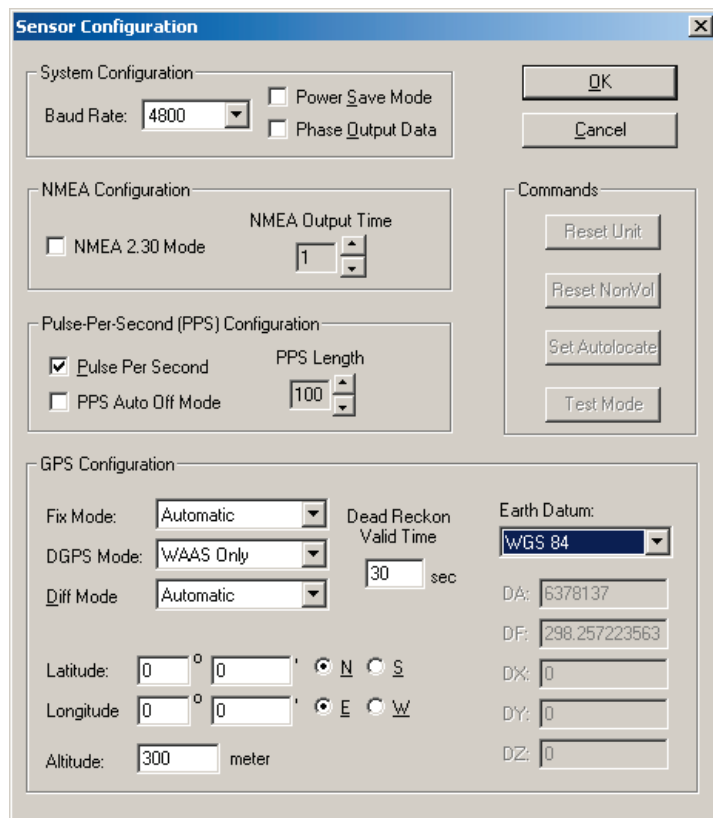 Sensor Configuration
System Configuration
Baud Rate: 4800
Power Save Mode
Phase Output Data
OK
Cancel
NMEA Configuration
NMEA 2.30 Mode
NMEA Output Time
1
Commands
Reset Unit
Reset NonVol
Set Autolocate
Test Mode
Pulse-Per-Second (PPS) Configuration
Pulse Per Second
PPS Auto Off Mode
PPS Length
100
GPS Configuration
Fix Mode: Automatic
DGPS Mode: WAAS Only
Diff Mode Automatic
Dead Reckon
Valid Time
30 sec
Earth Datum:
WGS 84
DA: 6378137
DF: 298.257223563
DX: 0
DY: 0
DZ: 0
Latitude: 0 º 0 ' N S
Longitude 0 º 0 ' E W
Altitude: 300 meter